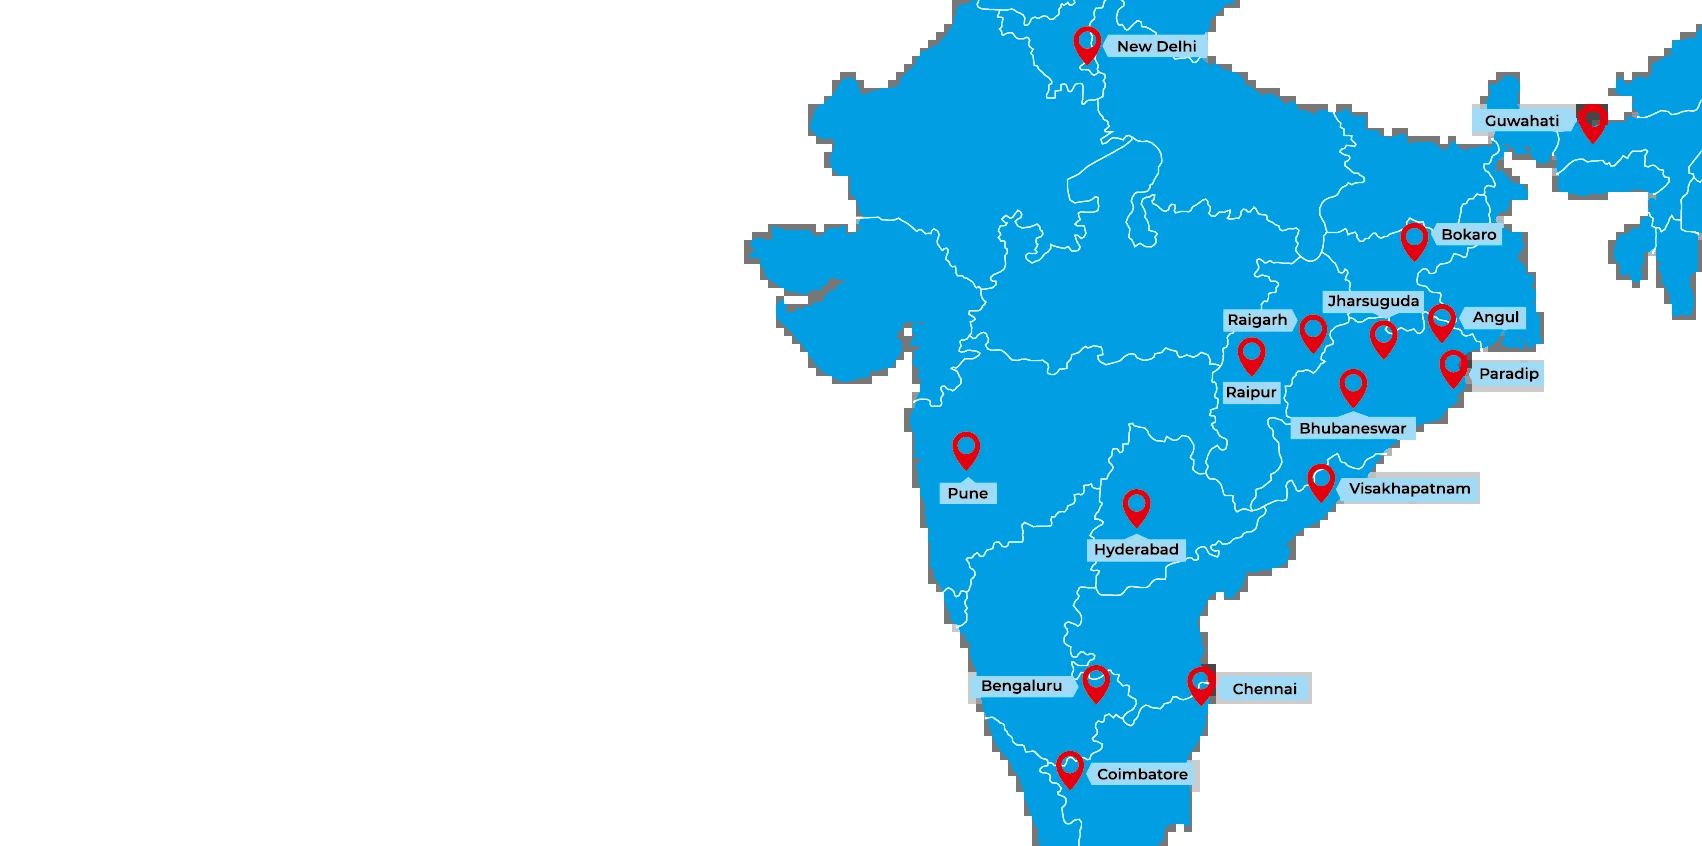 New Delhi
Guwahati
Bokaro
Jharsuguda
Raigarh
Angul
Raipur
Paradip
Bhubaneswar
Pune
Visakhapatnam
Hyderabad
Bengaluru
Chennai
Coimbatore